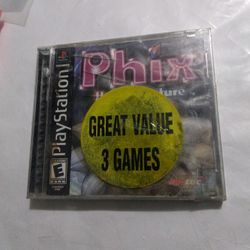 PlayStation
Phix
GREAT VALUE
3 GAMES
E